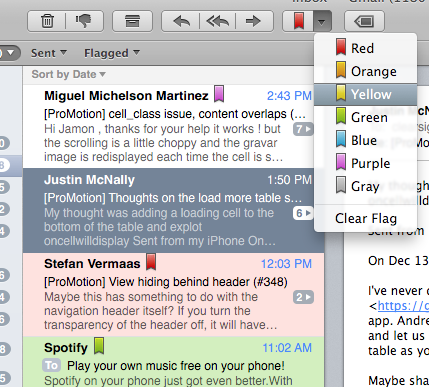 Sent Flagged
Red
Orange
Yellow
Green
Blue
Purple
Gray
Clear Flag
Sort by Date
Miguel Michelson Martinez 2:43 PM
[ProMotion] cell_class issue, content overlaps (…
Hi Jamon , thanks for your help it works ! but 7
the scrolling is a little choppy and the gravar
image is redisplayed each time the cell is s…
Justin McNally 1:50 PM
[ProMotion] Thoughts on the load more table s…
My thought was adding a loading cell to the 6
bottom of the table and explot
oncellwilldisplay Sent from my iPhone On…
Stefan Vermaas 12:03 PM
[ProMotion] View hiding behind header (#348)
Maybe this has something to do with the 2
navigation header itself? If you turn the
transparency of the header off, it will have…
Spotify 11:02 AM
To Play your own music free on your phone!
Spotify on your phone just got even better.With
On Dec 13
I've never
<https://
app. Andre
and let us
table as yo
Maybe sha